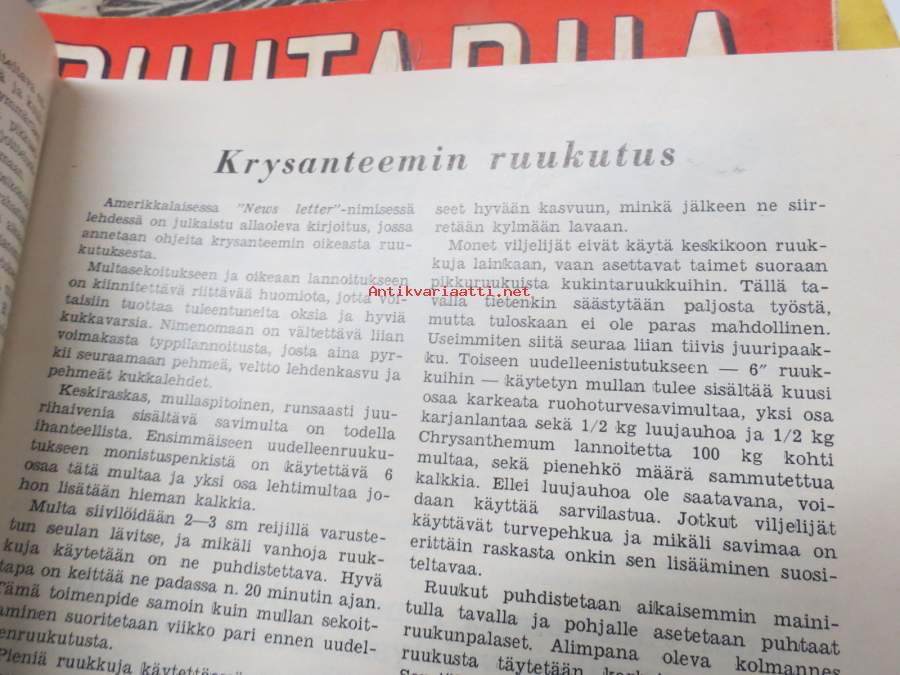 PUUTARHA
Krysanteemin ruukutus
Amerikkalaisessa "News letter"-nimisessä
lehdessä on julkaistu allaoleva kirjoitus, jossa
annetaan ohjeita krysanteemin oikeasta ruu-
kutuksesta.
Multasekoitukseen ja oikeaan lannoitukseen
on kiinnitettävä riittävää huomiota, jotta voi-
taisiin tuottaa tuleentuneita oksia ja hyviä
kukkavarsia. Nimenomaan on vältettävä liian
voimakasta typpilannoitusta, josta aina pyr-
kii seuraamaan pehmeä, veltto lehdenkasvu ja
pehmeät kukkalehdet.
Keskiraskas, mullaspitoinen, runsaasti juu-
rihaivenia sisältävä savimulta on todella
ihanteellista. Ensimmäiseen uudelleenruuku-
tukseen monistuspenkistä on käytettävä 6
osaa tätä multaa ja yksi osa lehtimultaa jo-
hon lisätään hieman kalkkia.
Multa siivilöidään 2—3 sm reijillä varuste-
tun seulan lävitse, ja mikäli vanhoja ruuk-
kuja käytetään on ne puhdistettava. Hyvä
tapa on keittää ne padassa n. 20 minutin ajan.
Tämä toimenpide samoin kuin mullan sekoit-
aminen suoritetaan viikko pari ennen uudel-
enruukutusta.
Pieniä ruukkuja käytettäessä
seet hyvään kasvuun, minkä jälkeen ne siir-
retään kylmään lavaan.
Monet viljelijät eivät käytä keskikoon ruuk-
kuja lainkaan, vaan asettavat taimet suoraan
pikkuruukuista kukintaruukkuihin. Tällä ta-
valla tietenkin säästytään paljosta työstä,
mutta tuloskaan ei ole paras mahdollinen.
Useimmiten siitä seuraa liian tiivis juuripaak-
ku. Toiseen uudelleenistutukseen — 6" ruuk-
kuihin — käytetyn mullan tulee sisältää kuusi
osaa karkeata ruohoturvesavimultaa, yksi osa
karjanlantaa sekä 1/2 kg luujauhoa ja 1/2 kg
Chrysanthemum lannoitetta 100 kg kohti
multaa, sekä pienehkö määrä sammutettua
kalkkia. Ellei luujauhoa ole saatavana, voi-
daan käyttää sarvilastua. Jotkut viljelijät
käyttävät turvepehkua ja mikäli savimaa on
erittäin raskasta onkin sen lisääminen suosi-
teltavaa.
Ruukut puhdistetaan aikaisemmin maini-
tulla tavalla ja pohjalle asetetaan puhtaat
ruukunpalaset. Alimpana oleva kolmannes
ruukusta täytetään
Antikvariaatti.net